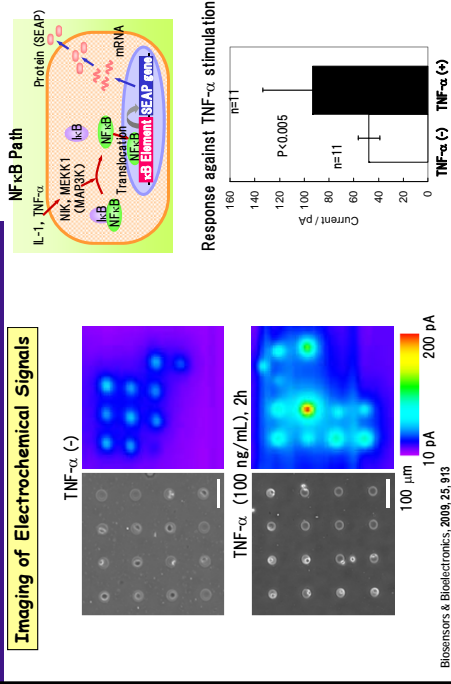 Imaging of Electrochemical Signals
TNF-α (-)
TNF-α (100 ng/mL), 2h
100 μm
10 pA
200 pA
Biosensors & Bioelectronics, 2009, 25, 913
NFκB Path
IL-1, TNF-α
NIK, MEKK1
(MAP3K)
IκB
NFκB
IκB
NFκB
Translocation
NFκB
Protein (SEAP)
mRNA
-κB Element-SEAP gene-
Response against TNF-α stimulation
Current / pA
160
140
120
100
80
60
40
20
0
n=11
P<0.005
n=11
TNF-α (-)
TNF-α (+)